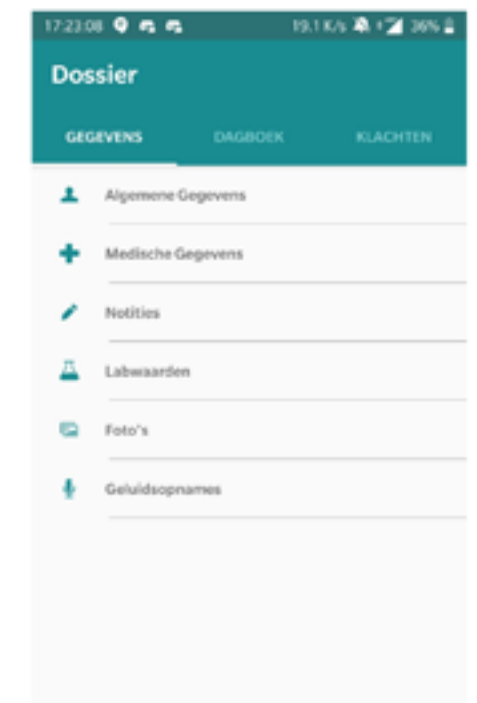 17:23:08 19.1 K/s 36%
Dossier
GEGEVENS DAGBOEK KLACHTEN
Algemene Gegevens
Medische Gegevens
Notities
Labwaarden
Foto's
Geluidsopnames